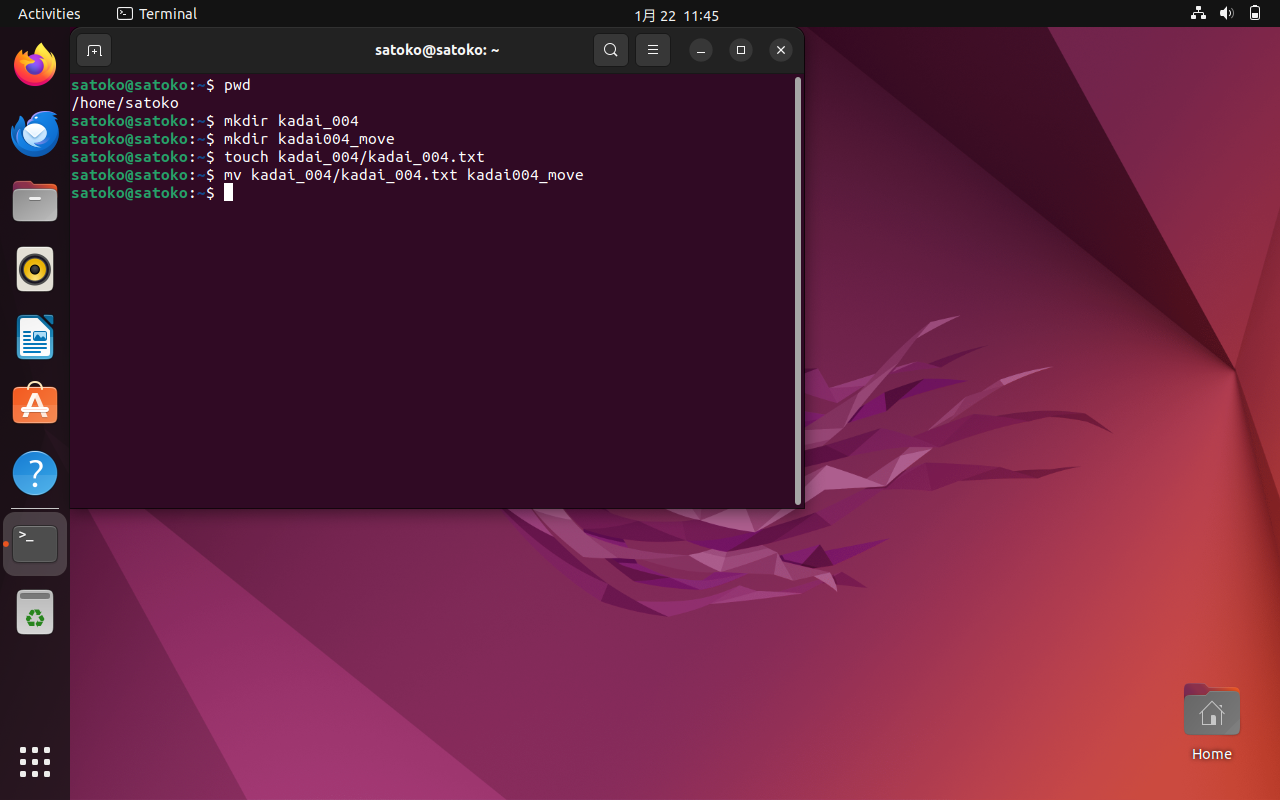 Activities
Terminal
1月 22 11:45
satoko@satoko: ~
satoko@satoko:~$ pwd
/home/satoko
satoko@satoko:~$ mkdir kadai_004
satoko@satoko:~$ mkdir kadai004_move
satoko@satoko:~$ touch kadai_004/kadai_004.txt
satoko@satoko:~$ mv kadai_004/kadai_004.txt kadai004_move
satoko@satoko:~$
Home